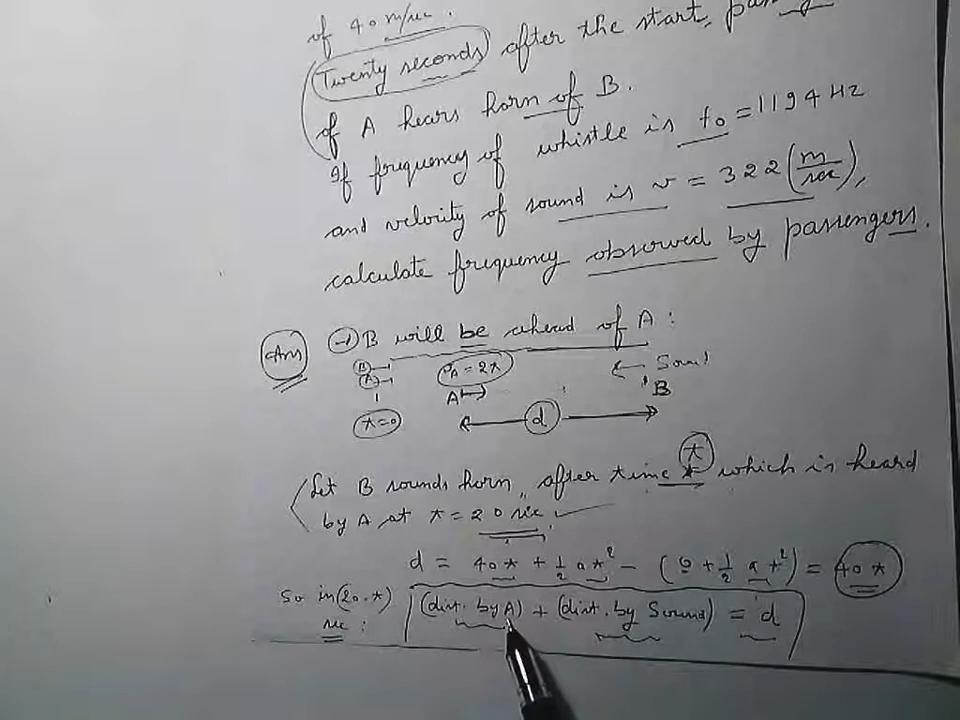 of 40 m/sec.
Twenty seconds after the start,
of A hears horn of B.
If frequency of whistle is f0 = 1194 Hz
and velocity of sound is v = 322 (m/sec),
calculate frequency observed by passengers.
Ans → B will be ahead of A :
B ← Sound
A VA = 2t B
A
t=0 d
Let B sounds horn, after time t which is heard
by A at t = 20 sec
d = 40t + 1/2 at² - (0 + 1/2 at²) = 40t
So in (20-t) (dist. by A) + (dist. by Sound) = d
sec :